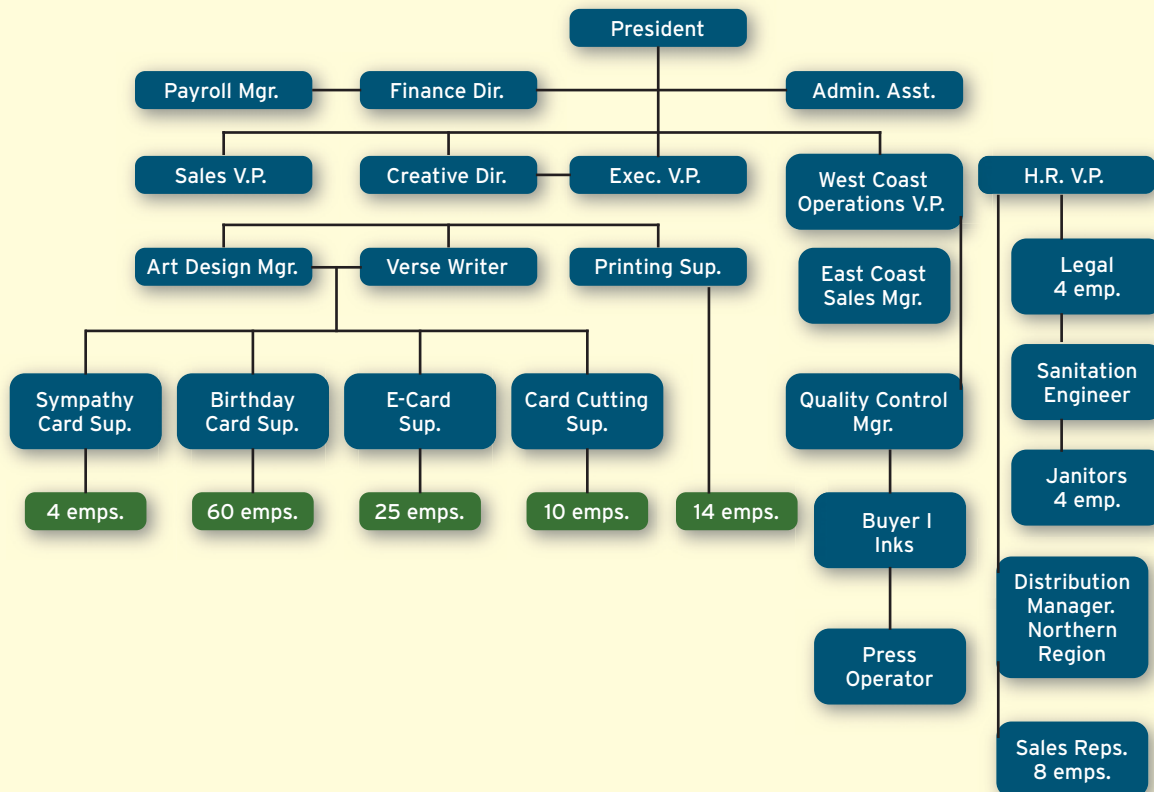 President
Payroll Mgr.
Finance Dir.
Admin. Asst.
Sales V.P.
Creative Dir.
Exec. V.P.
West Coast
Operations V.P.
H.R. V.P.
Art Design Mgr.
Verse Writer
Printing Sup.
East Coast
Sales Mgr.
Legal
4 emp.
Sympathy
Card Sup.
Birthday
Card Sup.
E-Card
Sup.
Card Cutting
Sup.
Quality Control
Mgr.
Sanitation
Engineer
4 emps.
60 emps.
25 emps.
10 emps.
14 emps.
Buyer I
Inks
Janitors
4 emp.
Press
Operator
Distribution
Manager.
Northern
Region
Sales Reps.
8 emps.